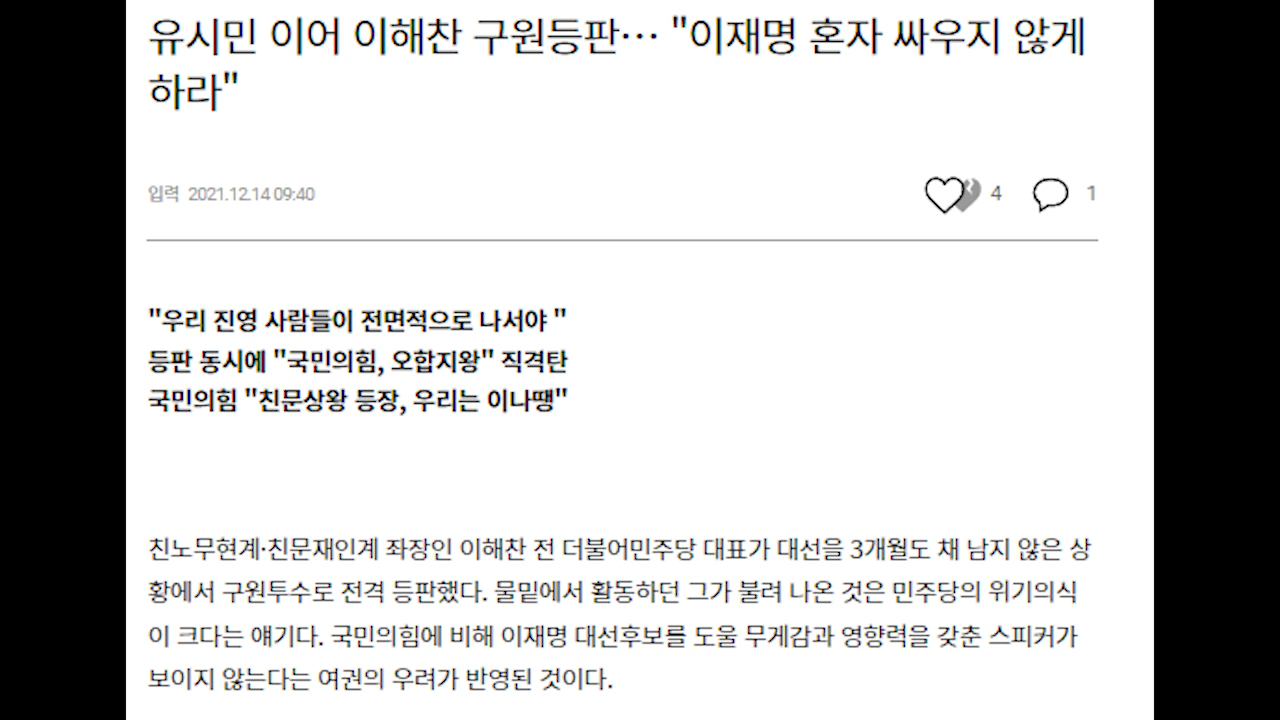 유시민 이어 이해찬 구원등판… "이재명 혼자 싸우지 않게
하라"
입력 2021.12.14 09:40
4
1
"우리 진영 사람들이 전면적으로 나서야 "
등판 동시에 "국민의힘, 오합지왕" 직격탄
국민의힘 "친문상왕 등장, 우리는 이나땡"
친노무현계·친문재인계 좌장인 이해찬 전 더불어민주당 대표가 대선을 3개월도 채 남지 않은 상
황에서 구원투수로 전격 등판했다. 물밑에서 활동하던 그가 불려 나온 것은 민주당의 위기의식
이 크다는 얘기다. 국민의힘에 비해 이재명 대선후보를 도울 무게감과 영향력을 갖춘 스피커가
보이지 않는다는 여권의 우려가 반영된 것이다.